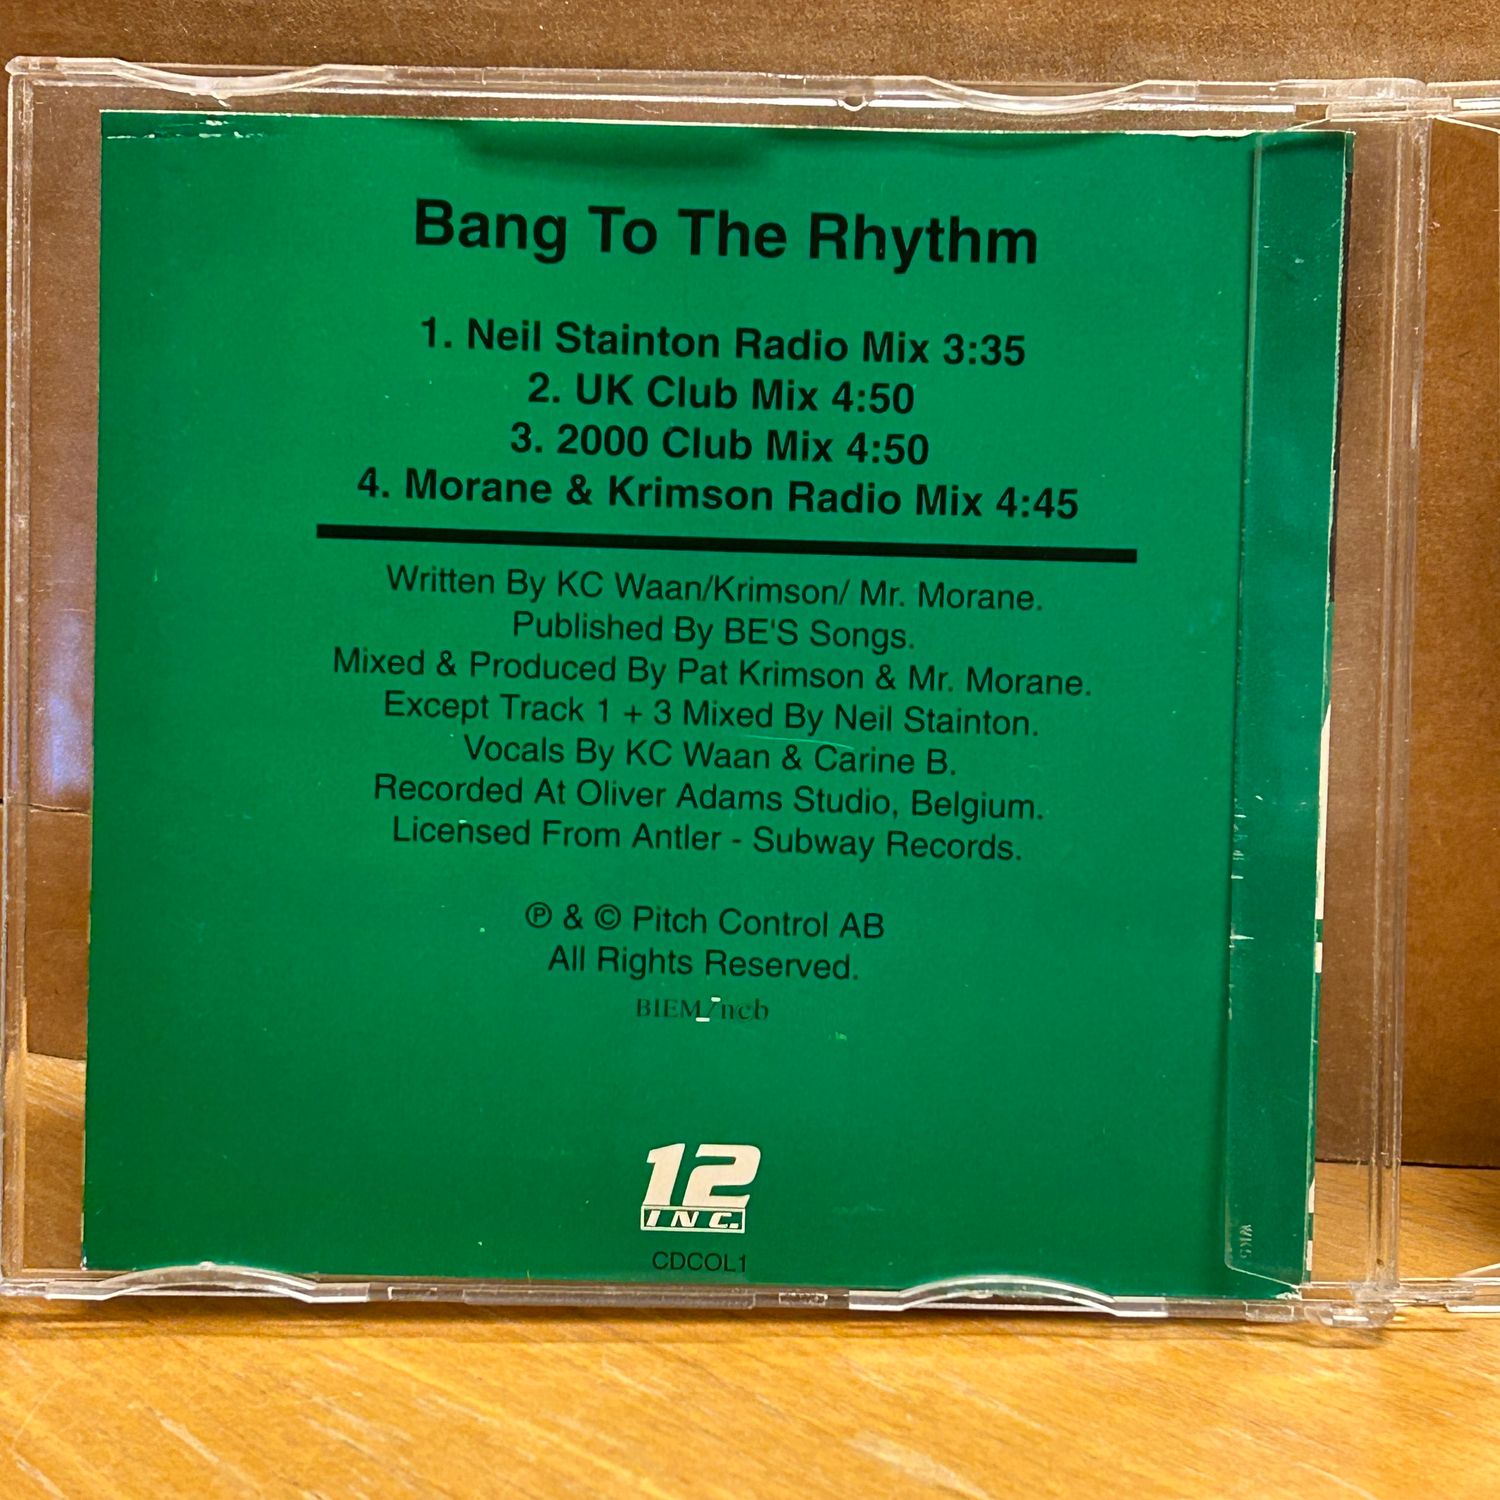 Bang To The Rhythm
1. Neil Stainton Radio Mix 3:35
2. UK Club Mix 4:50
3. 2000 Club Mix 4:50
4. Morane & Krimson Radio Mix 4:45
Written By KC Waan/Krimson/ Mr. Morane.
Published By BE'S Songs.
Mixed & Produced By Pat Krimson & Mr. Morane.
Except Track 1 + 3 Mixed By Neil Stainton.
Vocals By KC Waan & Carine B.
Recorded At Oliver Adams Studio, Belgium.
Licensed From Antler - Subway Records.
℗ & © Pitch Control AB
All Rights Reserved.
BIEM/ncb
12
INC.
CDCOL1